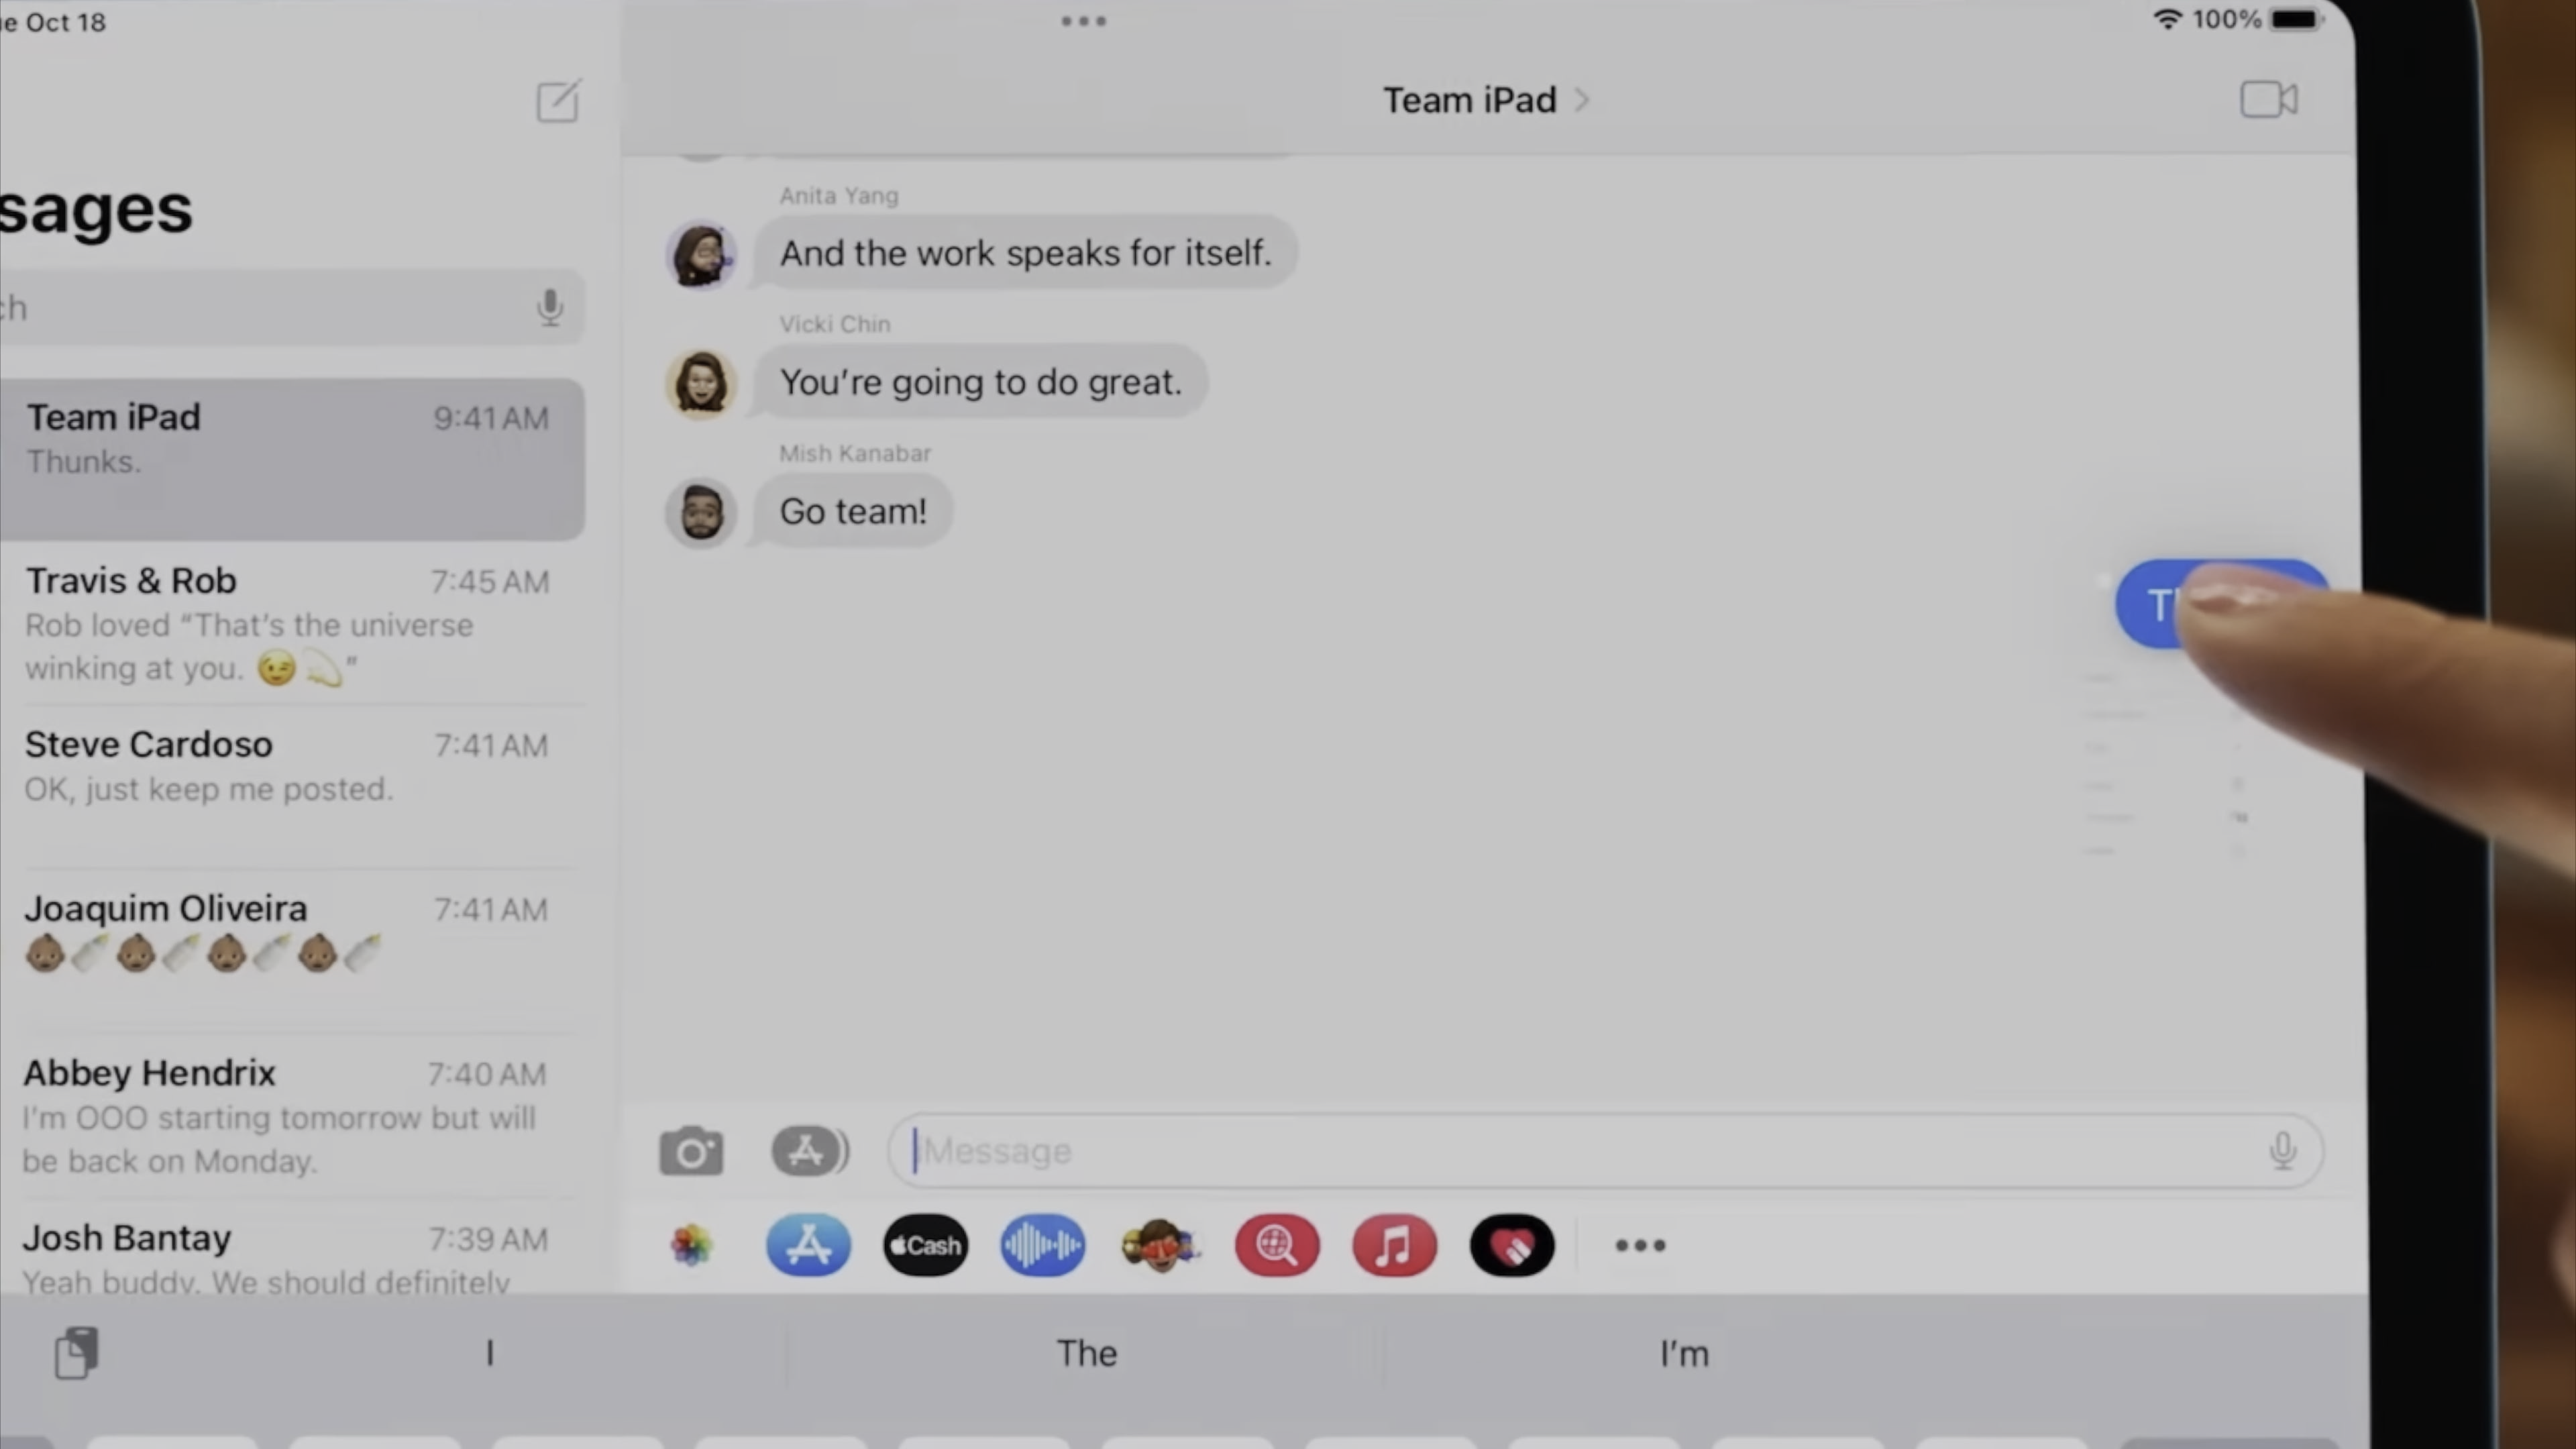 Oct 18
100%
Team iPad
sages
ch
Team iPad 9:41 AM
Thunks.
Travis & Rob 7:45 AM
Rob loved “That’s the universe
winking at you. 😉💫”
Steve Cardoso 7:41 AM
OK, just keep me posted.
Joaquim Oliveira 7:41 AM
👶🏽🍼👶🏽🍼👶🏽🍼👶🏽🍼
Abbey Hendrix 7:40 AM
I’m OOO starting tomorrow but will
be back on Monday.
Josh Bantay 7:39 AM
Yeah buddy. We should definitely
Anita Yang
And the work speaks for itself.
Vicki Chin
You’re going to do great.
Mish Kanabar
Go team!
iMessage
Cash
I The I’m